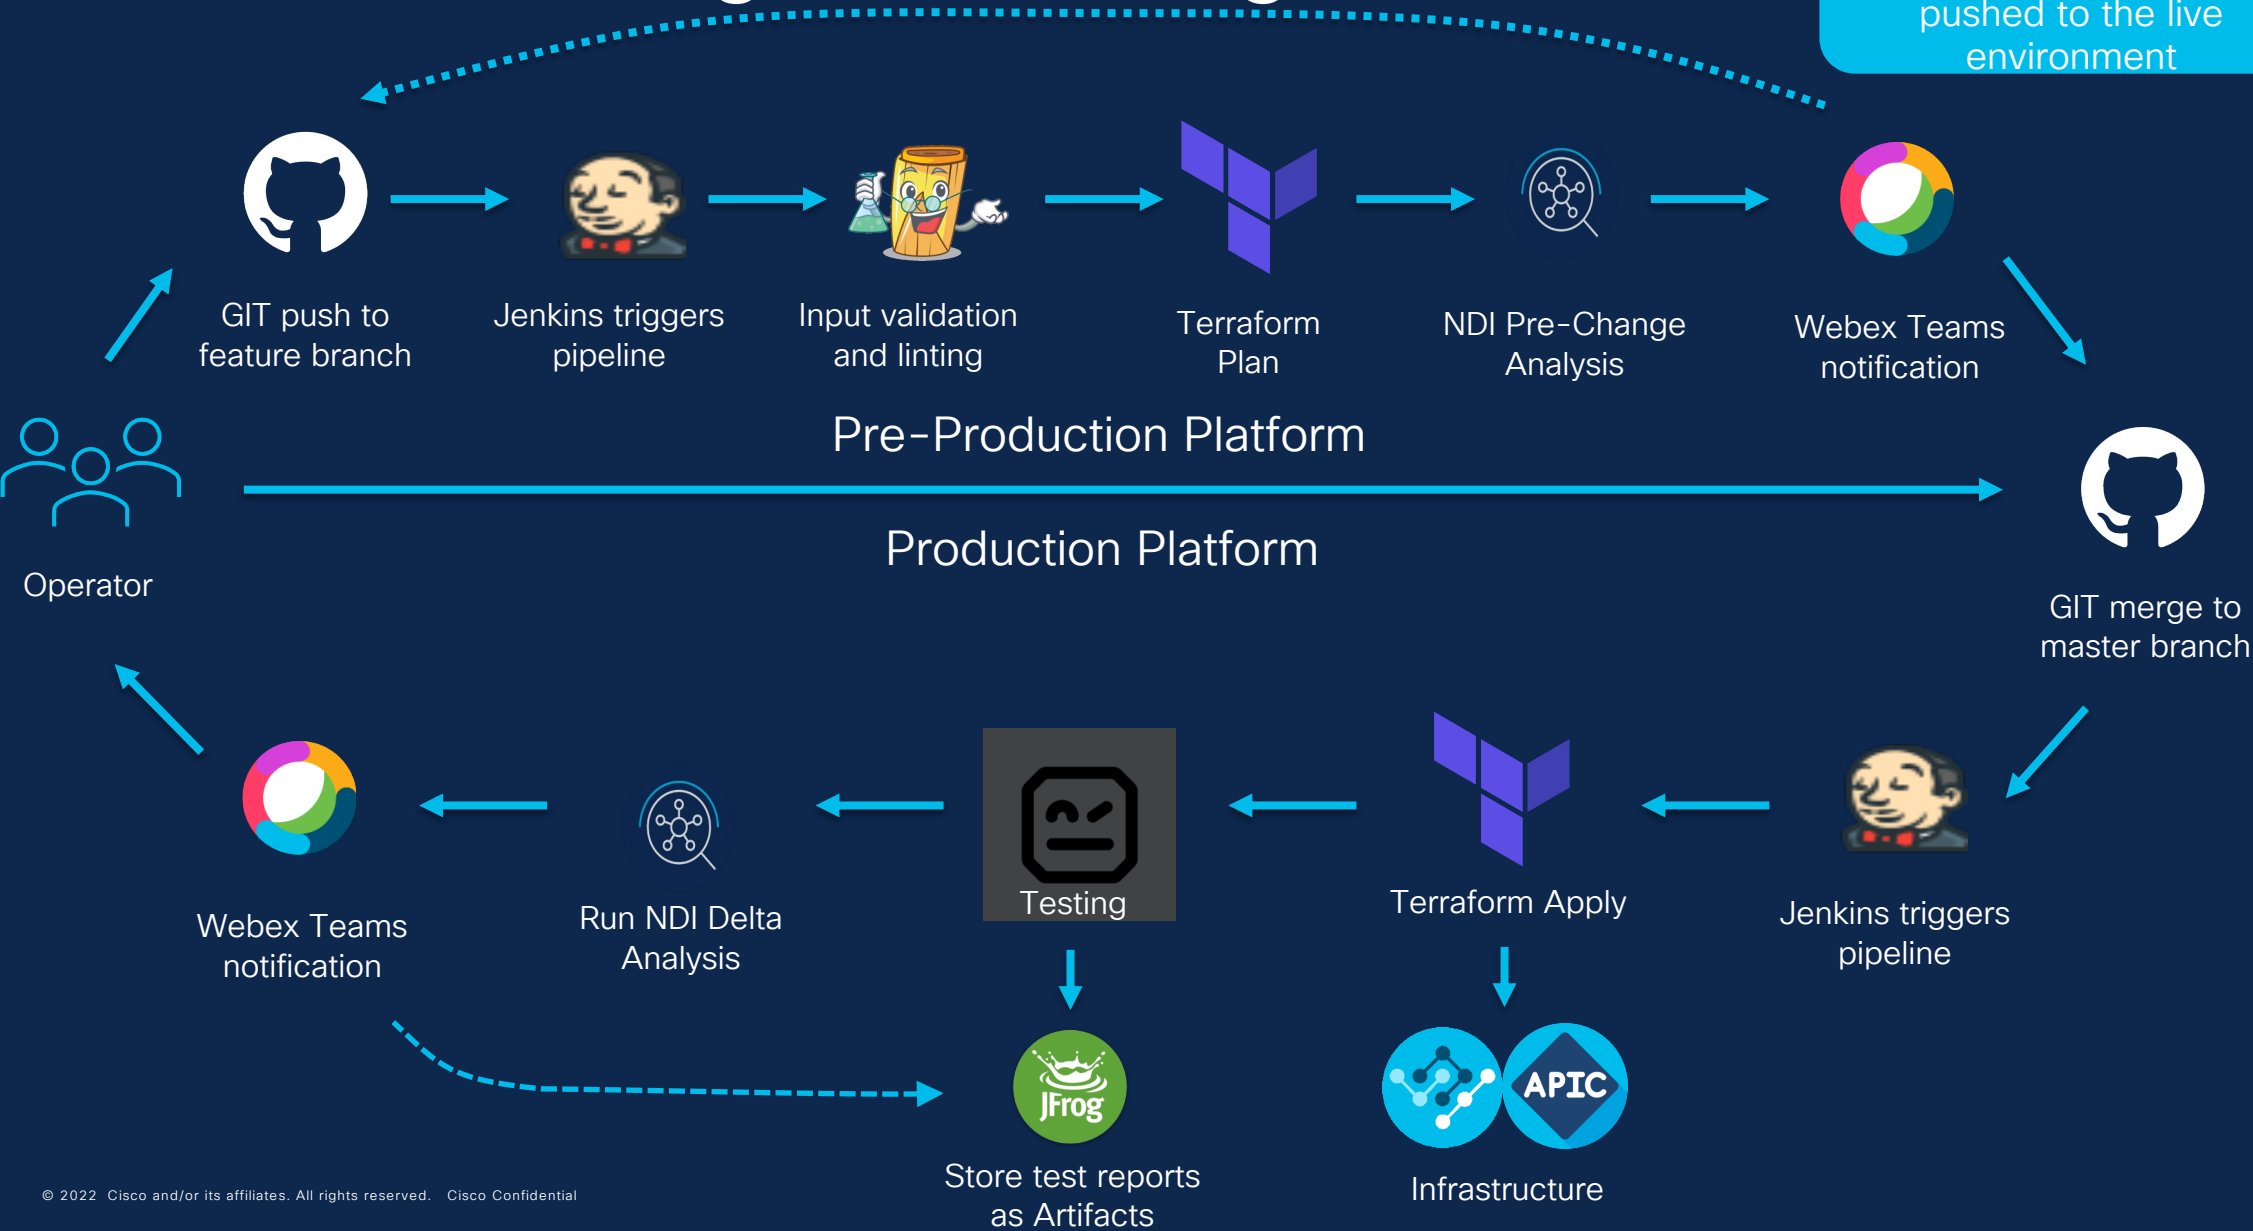 pushed to the live
environment
GIT push to
feature branch
Jenkins triggers
pipeline
Input validation
and linting
Terraform
Plan
NDI Pre-Change
Analysis
Webex Teams
notification
Pre-Production Platform
Production Platform
Operator
GIT merge to
master branch
Webex Teams
notification
Run NDI Delta
Analysis
Testing
Terraform Apply
Jenkins triggers
pipeline
JFrog
APIC
Store test reports
as Artifacts
Infrastructure
© 2022 Cisco and/or its affiliates. All rights reserved. Cisco Confidential